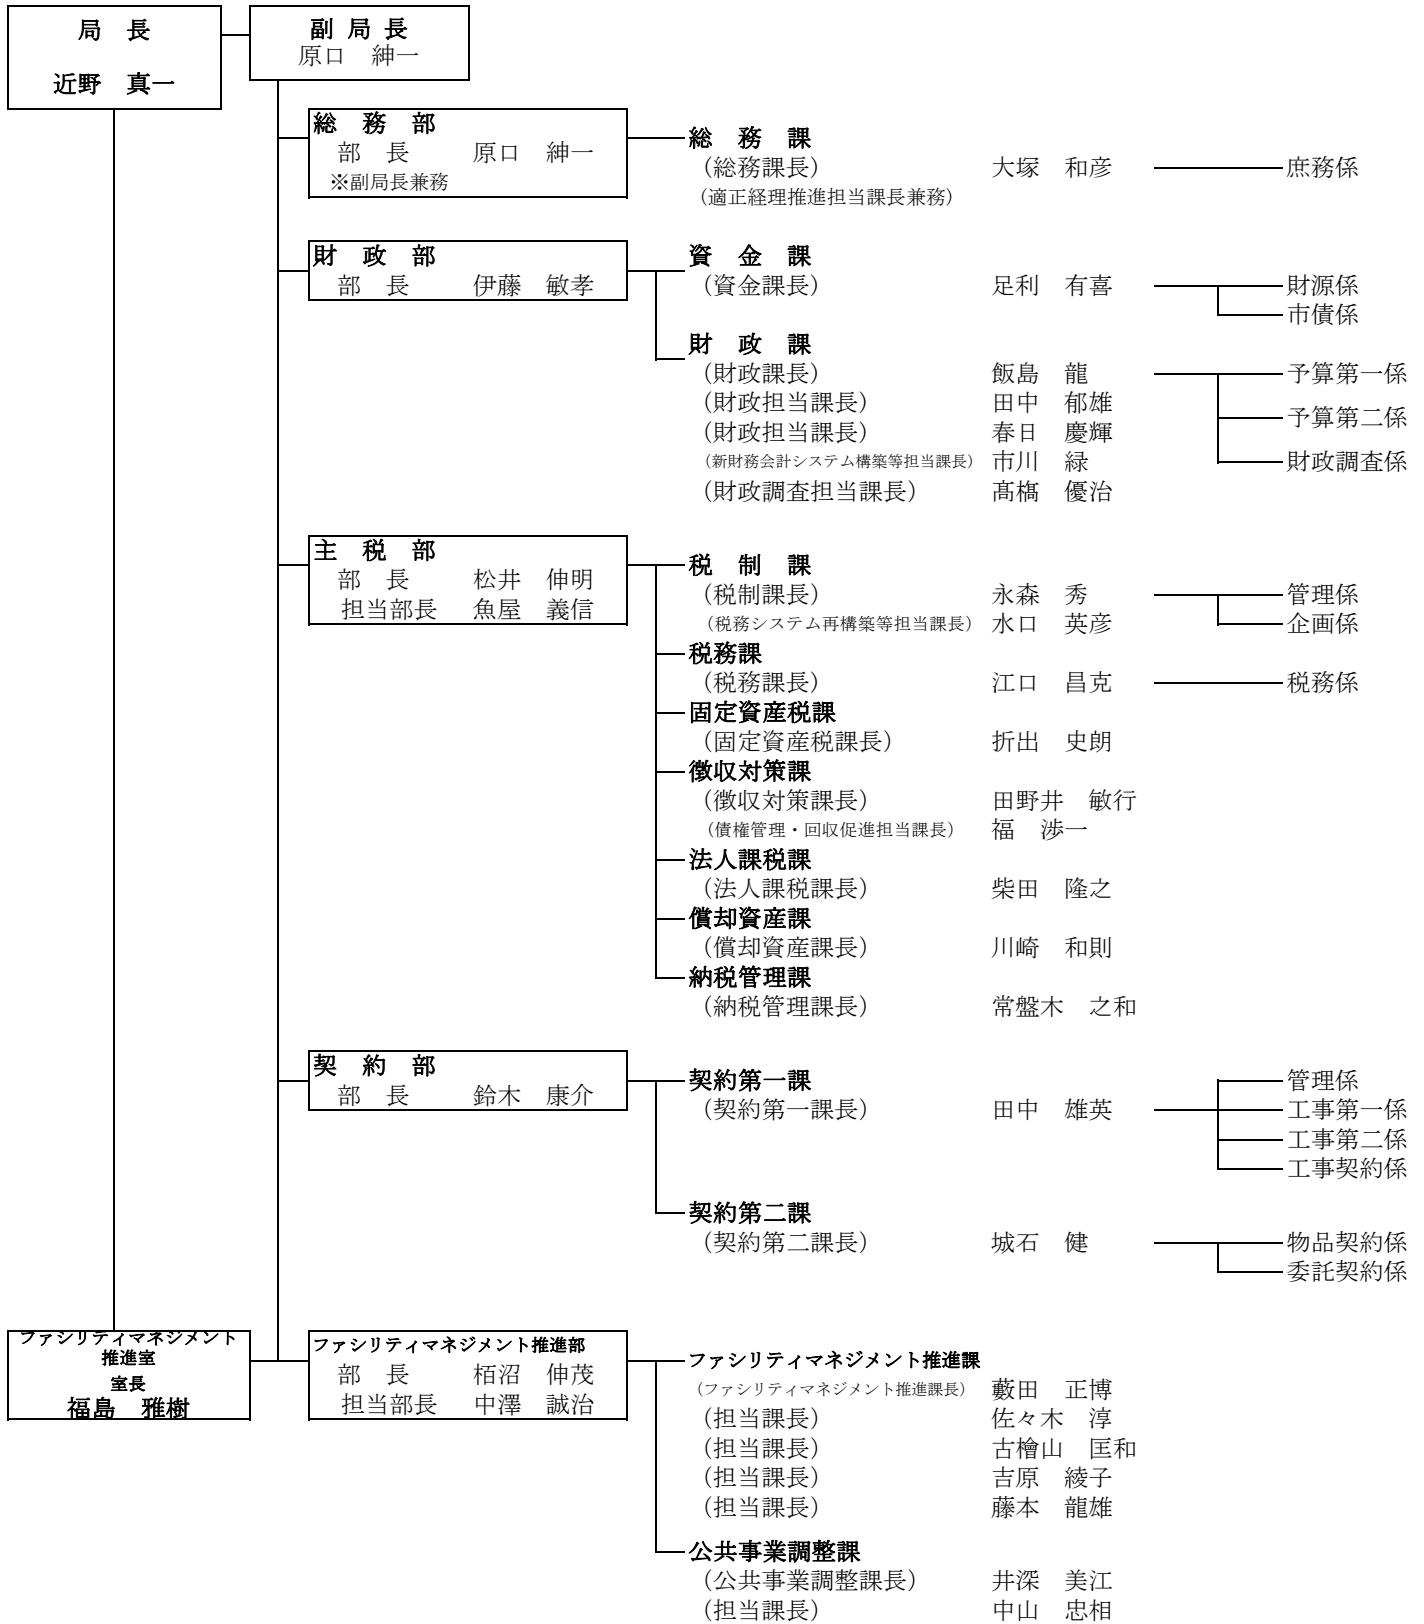 局　長
近野　真一
副 局 長
原口　紳一
総　務　部
部　長　原口　紳一
※副局長兼務
総　務　課
（総務課長）　大塚　和彦　庶務係
（適正経理推進担当課長兼務）
財　政　部
部　長　伊藤　敏孝
資　金　課
（資金課長）　足利　有喜　財源係
市債係
財　政　課
（財政課長）　飯島　龍　予算第一係
（財政担当課長）　田中　郁雄
予算第二係
（財政担当課長）　春日　慶輝
（新財務会計システム構築等担当課長）　市川　緑　財政調査係
（財政調査担当課長）　髙橋　優治
主　税　部
部　長　松井　伸明
担当部長　魚屋　義信
税　制　課
（税制課長）　永森　秀　管理係
（税務システム再構築等担当課長）　水口　英彦　企画係
税務課
（税務課長）　江口　昌克　税務係
固定資産税課
（固定資産税課長）　折出　史朗
徴収対策課
（徴収対策課長）　田野井　敏行
（債権管理・回収促進担当課長）　福　渉一
法人課税課
（法人課税課長）　柴田　隆之
償却資産課
（償却資産課長）　川崎　和則
納税管理課
（納税管理課長）　常盤木　之和
契　約　部
部　長　鈴木　康介
契約第一課　管理係
（契約第一課長）　田中　雄英　工事第一係
工事第二係
工事契約係
契約第二課
（契約第二課長）　城石　健　物品契約係
委託契約係
ファシリティマネジメント
推進室
室長
福島　雅樹
ファシリティマネジメント推進部
部　長　栢沼　伸茂
担当部長　中澤　誠治
ファシリティマネジメント推進課
（ファシリティマネジメント推進課長）　藪田　正博
（担当課長）　佐々木　淳
（担当課長）　古檜山　匡和
（担当課長）　吉原　綾子
（担当課長）　藤本　龍雄
公共事業調整課
（公共事業調整課長）　井深　美江
（担当課長）　中山　忠相